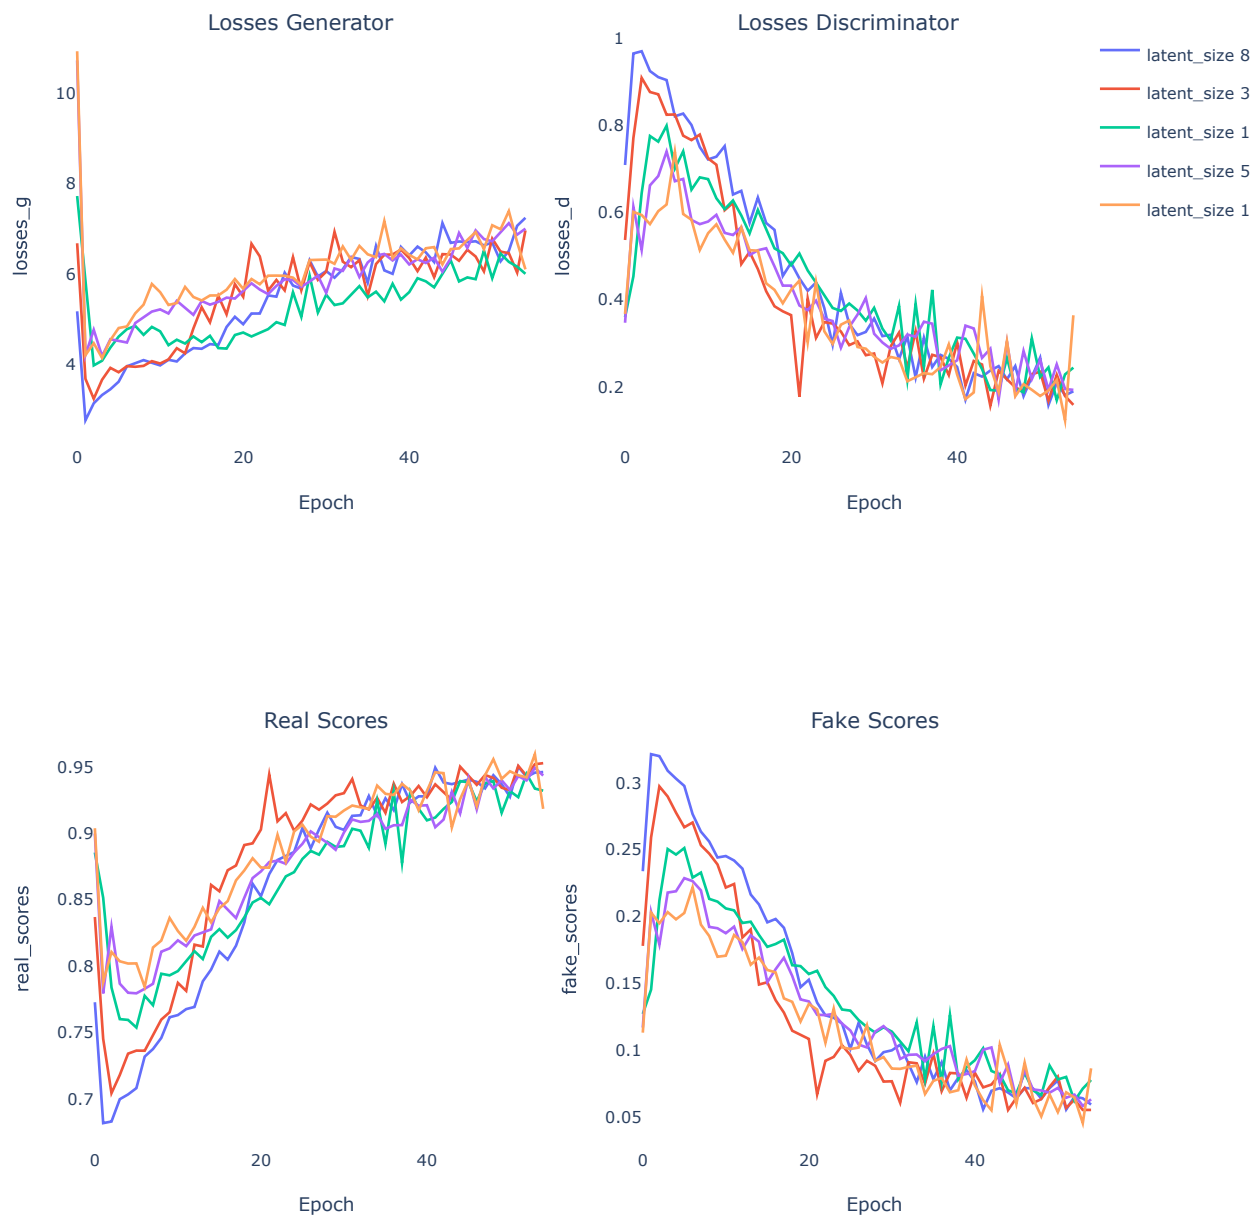 Losses Generator
Losses Discriminator
latent_size 8
latent_size 3
latent_size 1
latent_size 5
latent_size 1
10
8
6
4
losses_g
0
20
40
Epoch
1
0.8
0.6
0.4
0.2
losses_d
0
20
40
Epoch
Real Scores
Fake Scores
0.95
0.9
0.85
0.8
0.75
0.7
real_scores
0
20
40
Epoch
0.3
0.25
0.2
0.15
0.1
0.05
fake_scores
0
20
40
Epoch